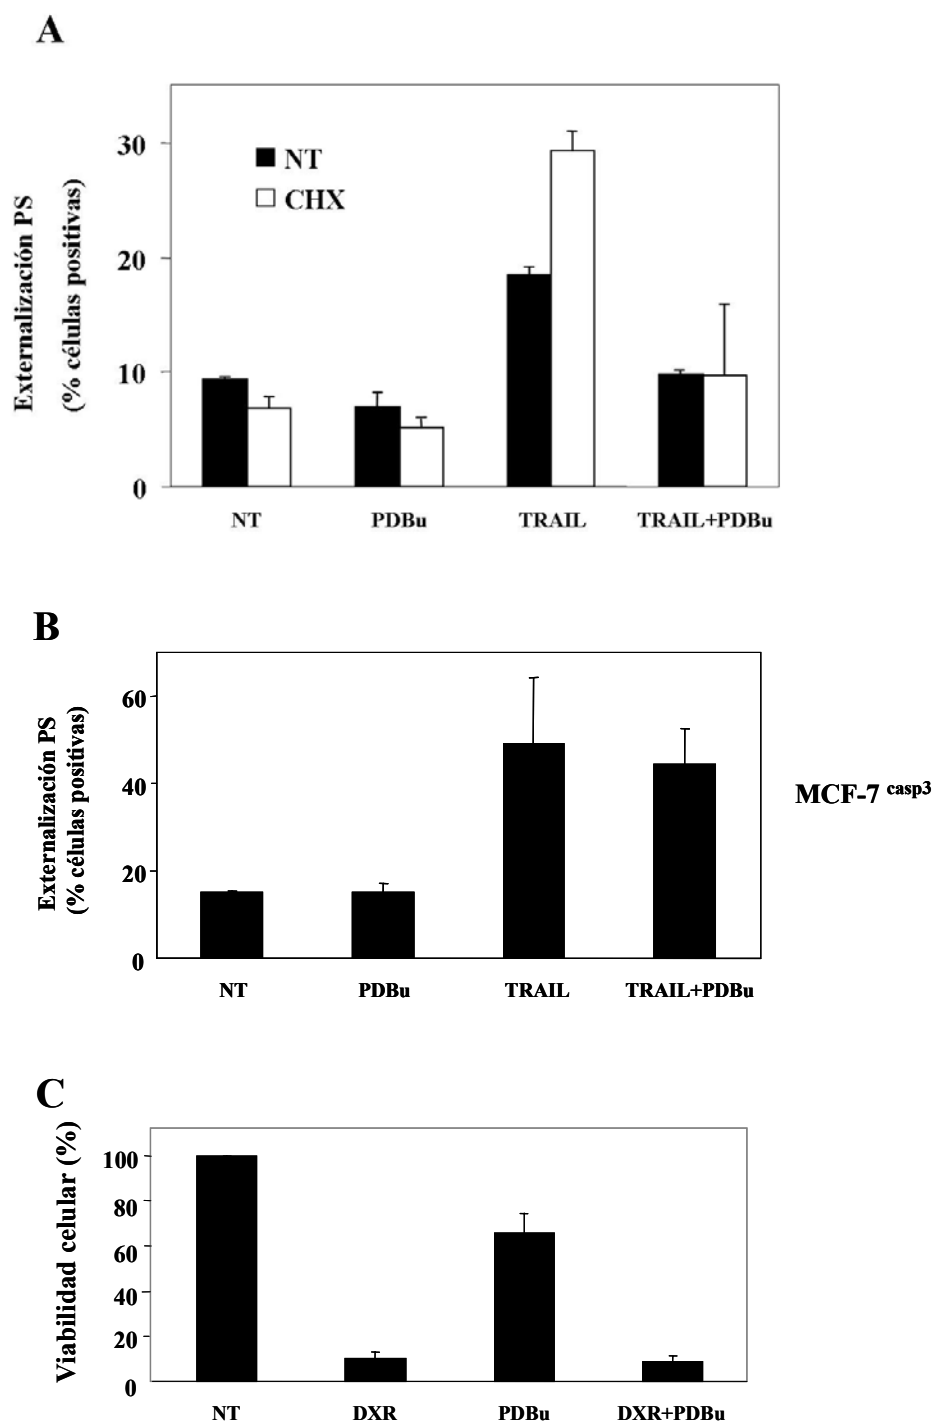 A
Externalización PS
(% células positivas)
30
20
10
0
NT
CHX
NT PDBu TRAIL TRAIL+PDBu
B
Externalización PS
(% células positivas)
60
40
20
0
NT PDBu TRAIL TRAIL+PDBu
MCF-7 casp3
C
Viabilidad celular (%)
100
80
60
40
20
0
NT DXR PDBu DXR+PDBu